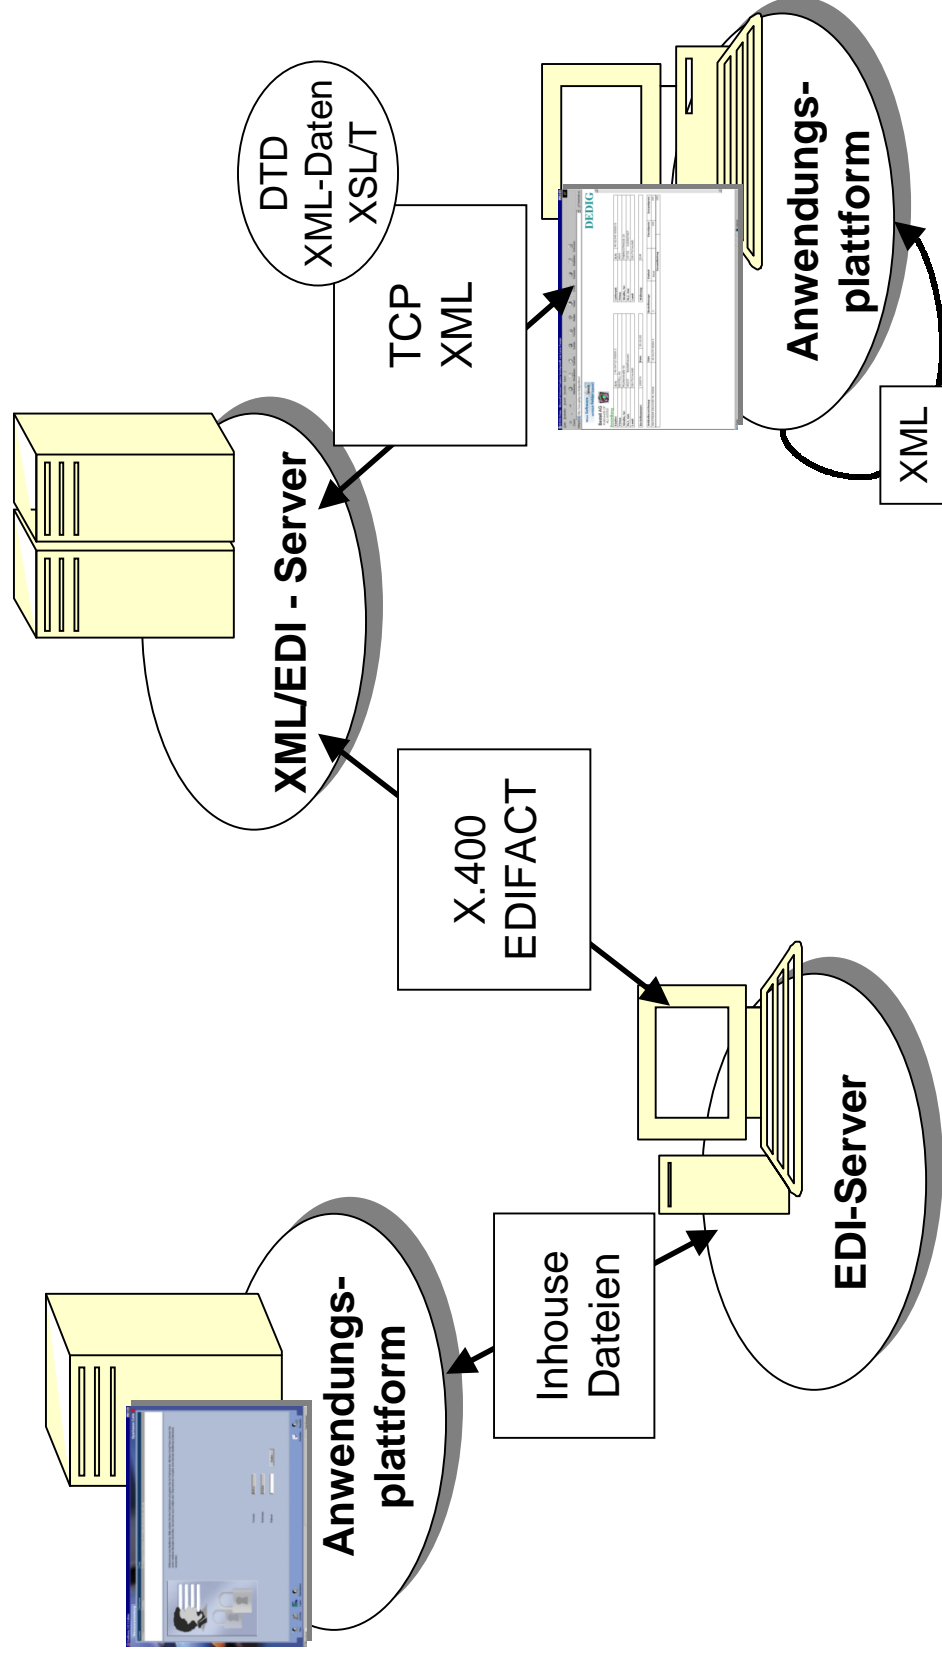 Anwendungs-
plattform
Inhouse
Dateien
EDI-Server
X.400
EDIFACT
XML/EDI - Server
TCP
XML
DTD
XML-Daten
XSL/T
DEDIG
Anwendungs-
plattform
XML